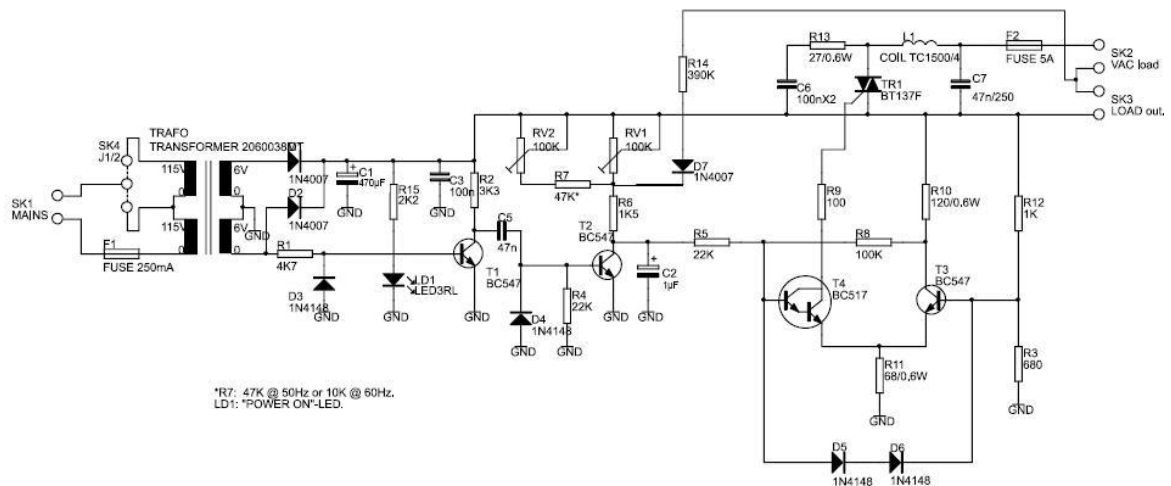 TRAFO
TRANSFORMER 2060038MT
SK4
J1/2
115V
0
115V
0
6V
0
6V
0
SK1
MAINS
F1
FUSE 250mA
GND
1N4007
D2
1N4007
R1
4K7
D3
1N4148
GND
C1
470µF
GND
R15
2K2
LD1
LED3RL
GND
C3
100n
GND
R2
3K3
T1
BC547
GND
C5
47n
D4
1N4148
GND
R4
22K
GND
RV2
100K
R7
47K*
RV1
100K
R6
1K5
T2
BC547
GND
C2
1µF
GND
R14
390K
D7
1N4007
R5
22K
R13
27/0.6W
C6
100nX2
L1
COIL TC1500/4
TR1
BT137F
C7
47n/250
F2
FUSE 5A
SK2
VAC load
SK3
LOAD out.
R9
100
R8
100K
R10
120/0.6W
R12
1K
T4
BC517
T3
BC547
R11
68/0,6W
GND
R3
680
GND
D5
1N4148
D6
1N4148
*R7: 47K @ 50Hz or 10K @ 60Hz.
LD1: "POWER ON"-LED.